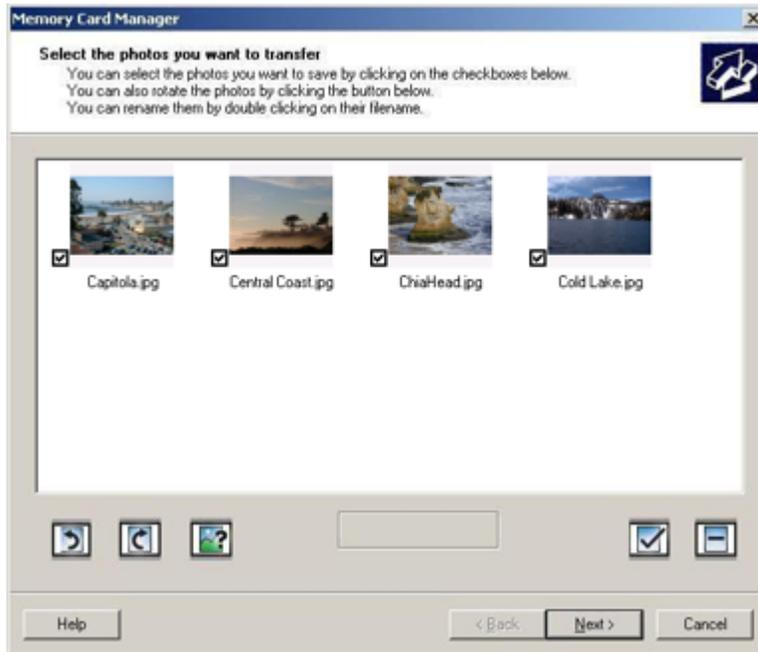 Memory Card Manager
Select the photos you want to transfer
You can select the photos you want to save by clicking on the checkboxes below.
You can also rotate the photos by clicking the button below.
You can rename them by double clicking on their filename.
Capitola.jpg
Central Coast.jpg
ChiaHead.jpg
Cold Lake.jpg
?
Help
< Back
Next >
Cancel